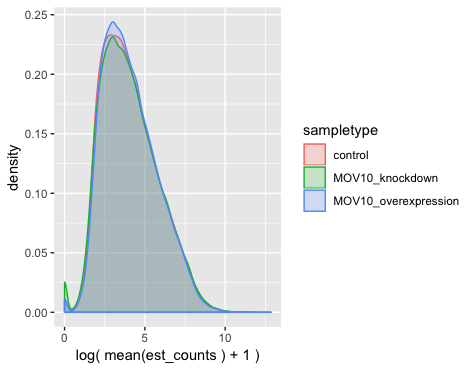 0.25
0.20
0.15
0.10
0.05
0.00
density
0 5 10
log( mean(est_counts ) + 1 )
sampletype
control
MOV10_knockdown
MOV10_overexpression